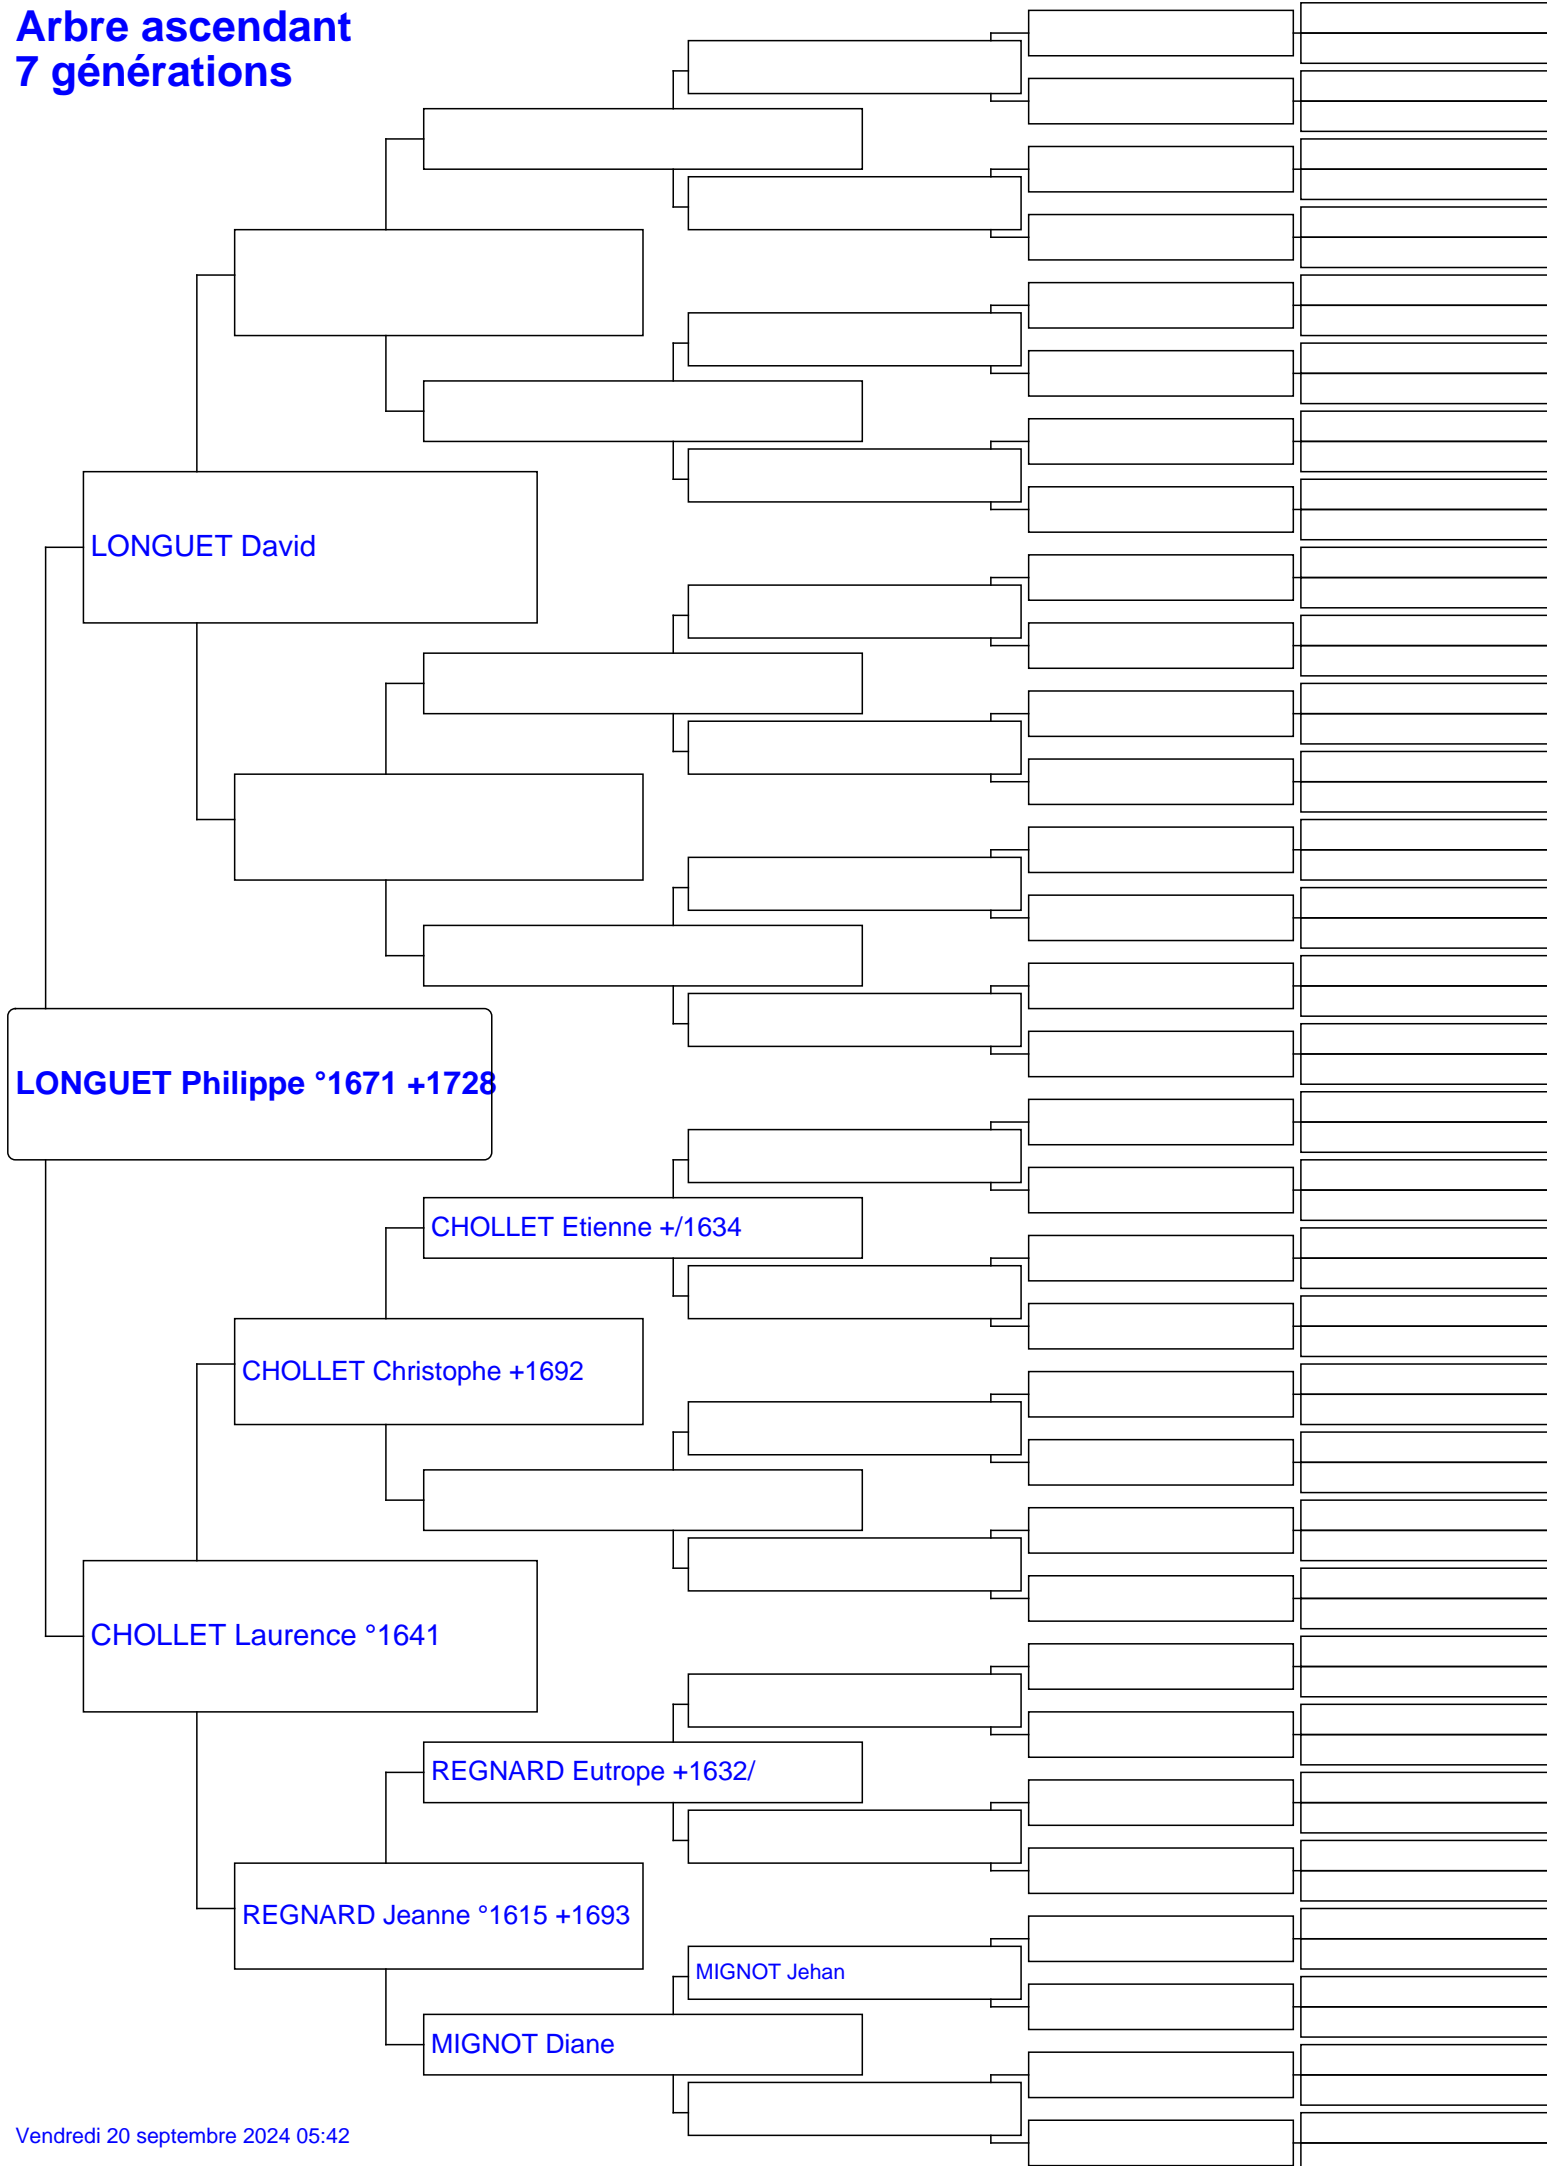 Arbre ascendant
7 générations
LONGUET David
LONGUET Philippe °1671 +1728
CHOLLET Etienne +/1634
CHOLLET Christophe +1692
CHOLLET Laurence °1641
REGNARD Eutrope +1632/
REGNARD Jeanne °1615 +1693
MIGNOT Jehan
MIGNOT Diane
Vendredi 20 septembre 2024 05:42